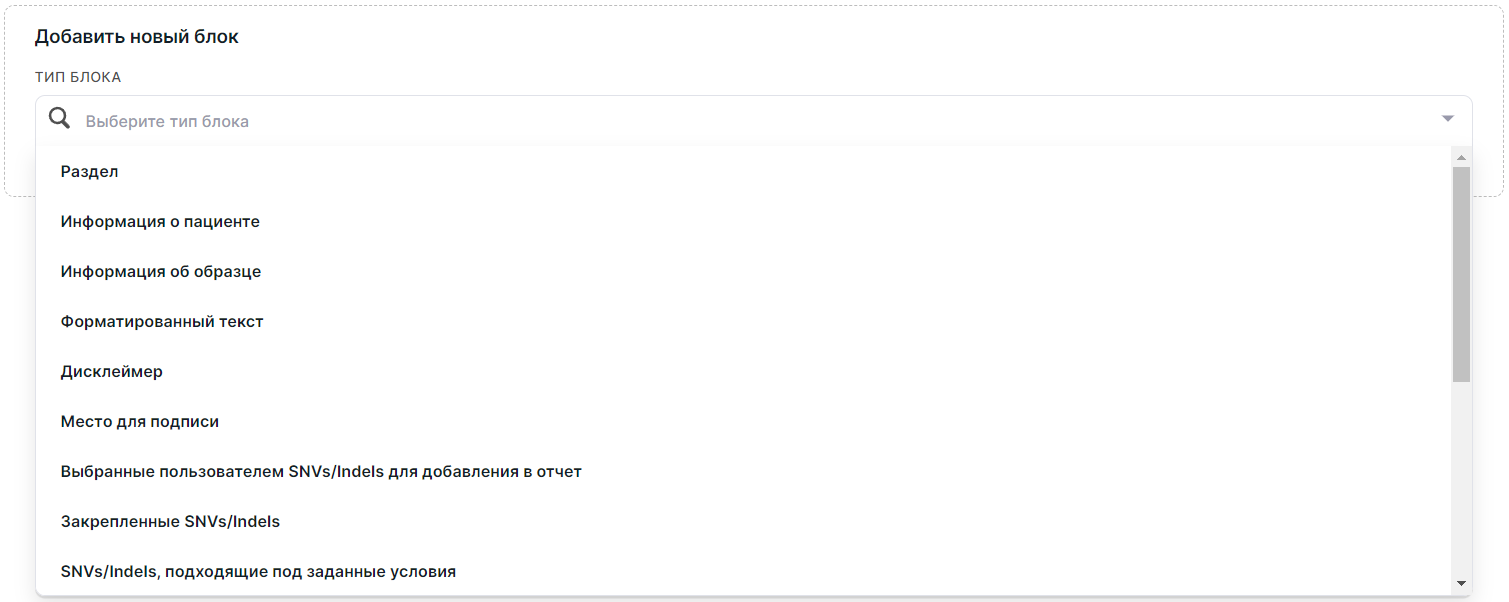 Добавить новый блок
ТИП БЛОКА
Выберите тип блока
Раздел
Информация о пациенте
Информация об образце
Форматированный текст
Дисклеймер
Место для подписи
Выбранные пользователем SNVs/Indels для добавления в отчет
Закрепленные SNVs/Indels
SNVs/Indels, подходящие под заданные условия